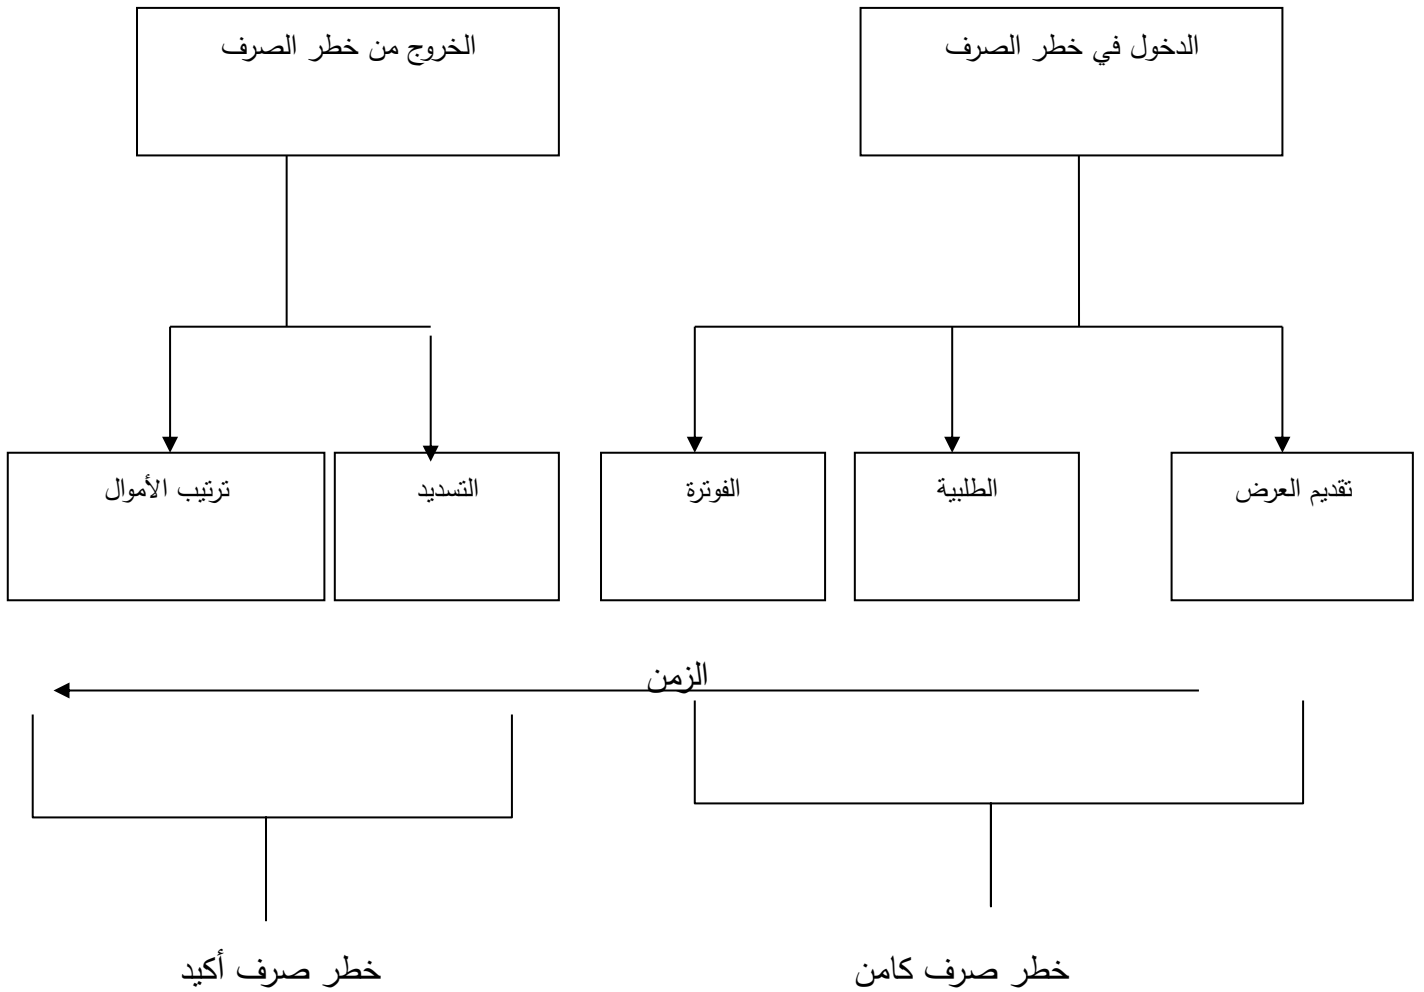 الدخول في خطر الصرف
الخروج من خطر الصرف
تقديم العرض
الطلبية
الفوترة
التسديد
ترتيب الأموال
الزمن
خطر صرف كامن
خطر صرف أكيد